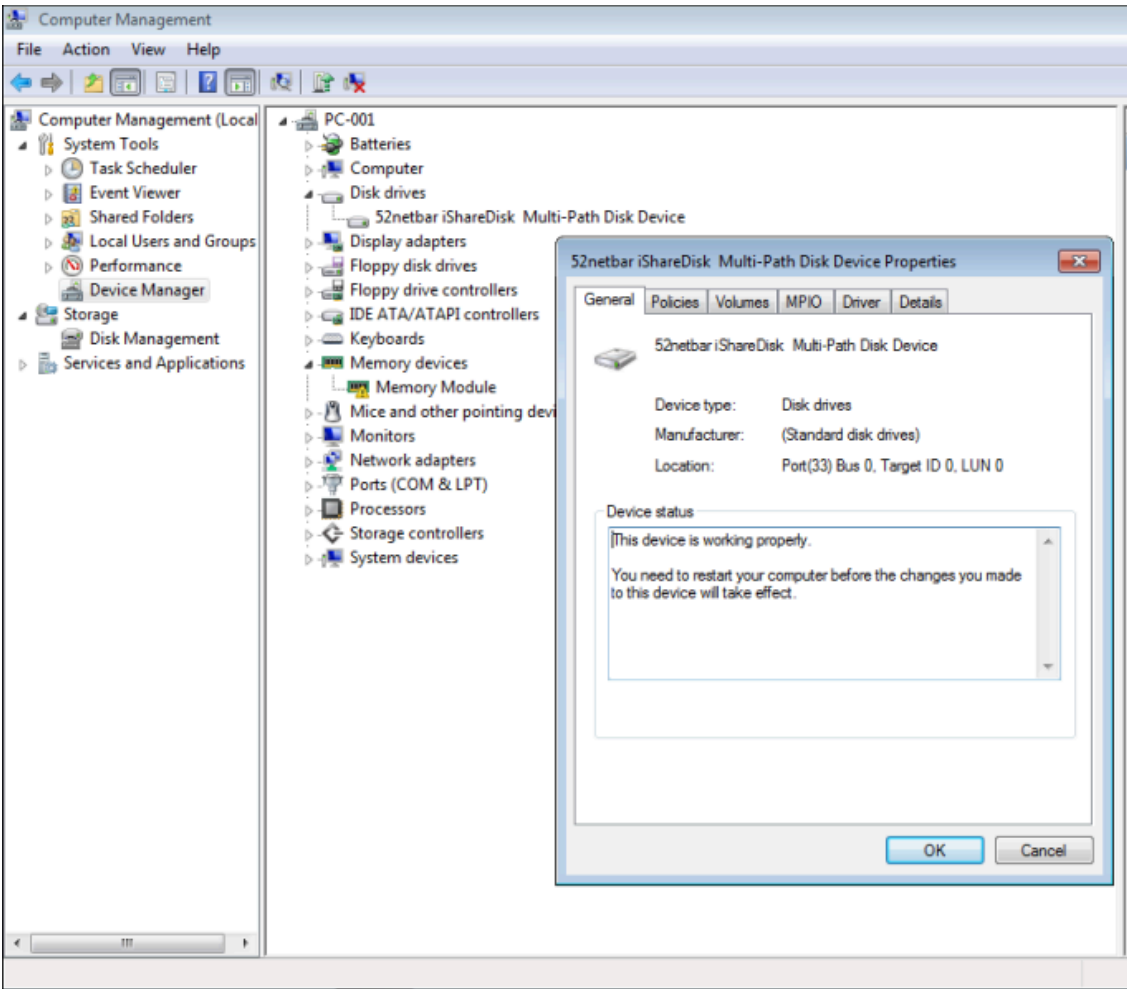 Computer Management
File Action View Help
Computer Management (Local
System Tools
Task Scheduler
Event Viewer
Shared Folders
Local Users and Groups
Performance
Device Manager
Storage
Disk Management
Services and Applications
PC-001
Batteries
Computer
Disk drives
52netbar iShareDisk Multi-Path Disk Device
Display adapters
Floppy disk drives
Floppy drive controllers
IDE ATA/ATAPI controllers
Keyboards
Memory devices
Memory Module
Mice and other pointing devi
Monitors
Network adapters
Ports (COM & LPT)
Processors
Storage controllers
System devices
52netbar iShareDisk Multi-Path Disk Device Properties
General Policies Volumes MPIO Driver Details
52netbar iShareDisk Multi-Path Disk Device
Device type: Disk drives
Manufacturer: (Standard disk drives)
Location: Port(33) Bus 0, Target ID 0, LUN 0
Device status
This device is working properly.
You need to restart your computer before the changes you made
to this device will take effect.
OK Cancel